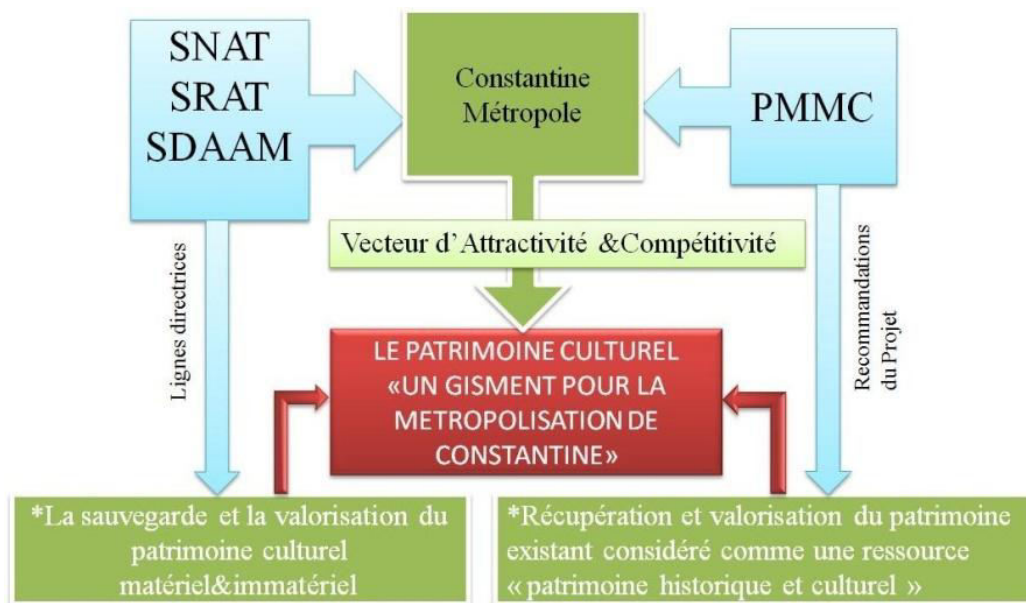 SNAT
SRAT
SDAAM
Constantine
Métropole
PMMC
Vecteur d'Attractivité &Compétitivité
Lignes directrices
Recommandations
du Projet
LE PATRIMOINE CULTUREL
«UN GISMENT POUR LA
METROPOLISATION DE
CONSTANTINE»
*La sauvegarde et la valorisation du
patrimoine culturel
matériel&immatériel
*Récupération et valorisation du patrimoine
existant considéré comme une ressource
« patrimoine historique et culturel »